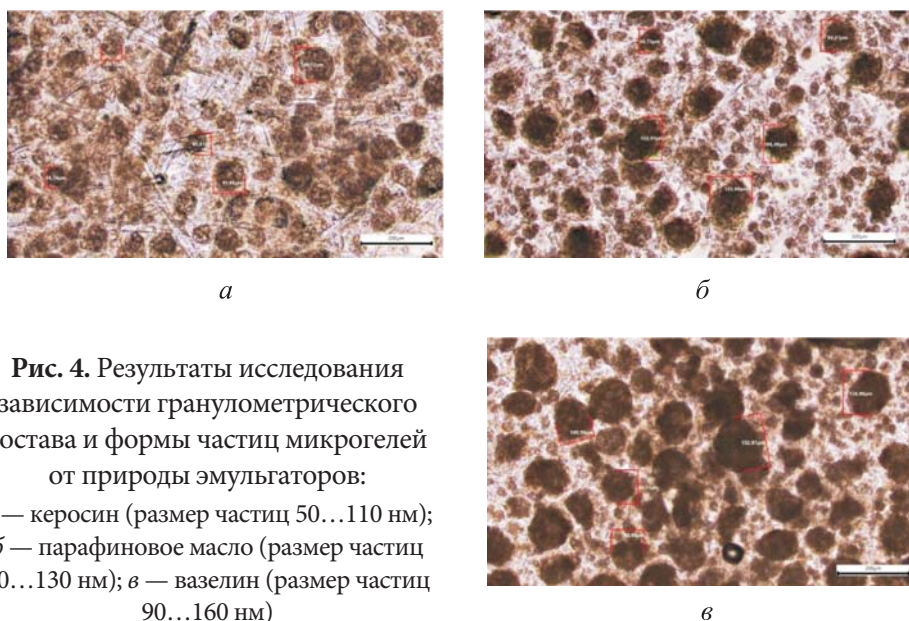 а
б
Рис. 4. Результаты исследования
зависимости гранулометрического
остава и формы частиц микрогелей
от природы эмульгаторов:
— керосин (размер частиц 50…110 нм);
б — парафиновое масло (размер частиц
0…130 нм); в — вазелин (размер частиц
90…160 нм)
в